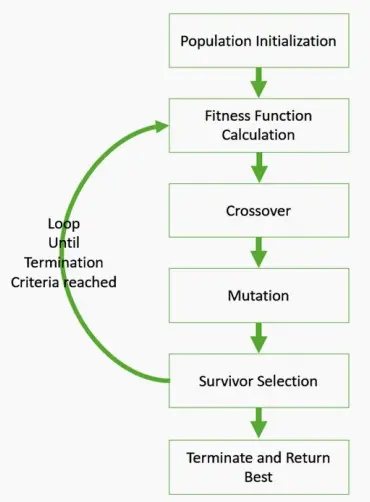 Population Initialization
Fitness Function
Calculation
Crossover
Loop
Until
Termination
Criteria reached
Mutation
Survivor Selection
Terminate and Return
Best